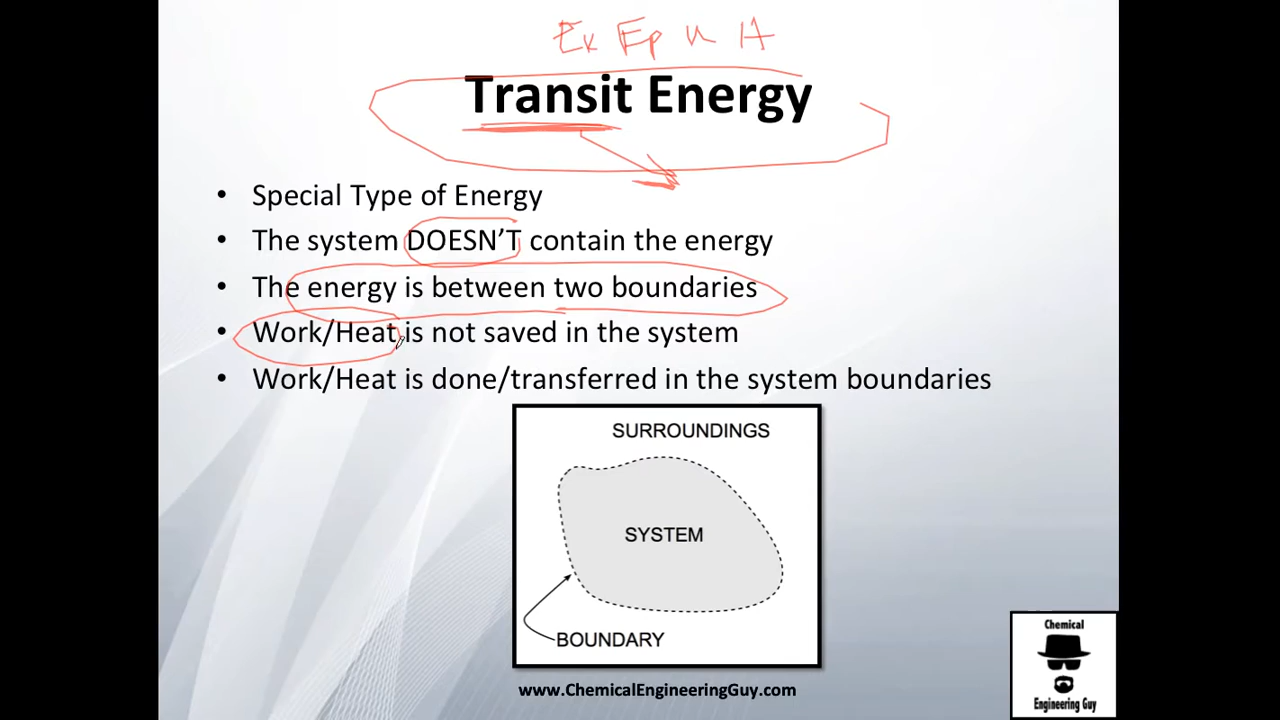 Ek Ep u H
Transit Energy
• Special Type of Energy
• The system DOESN'T contain the energy
• The energy is between two boundaries
• Work/Heat is not saved in the system
• Work/Heat is done/transferred in the system boundaries
SURROUNDINGS
SYSTEM
BOUNDARY
www.ChemicalEngineeringGuy.com
Chemical
Engineering Guy